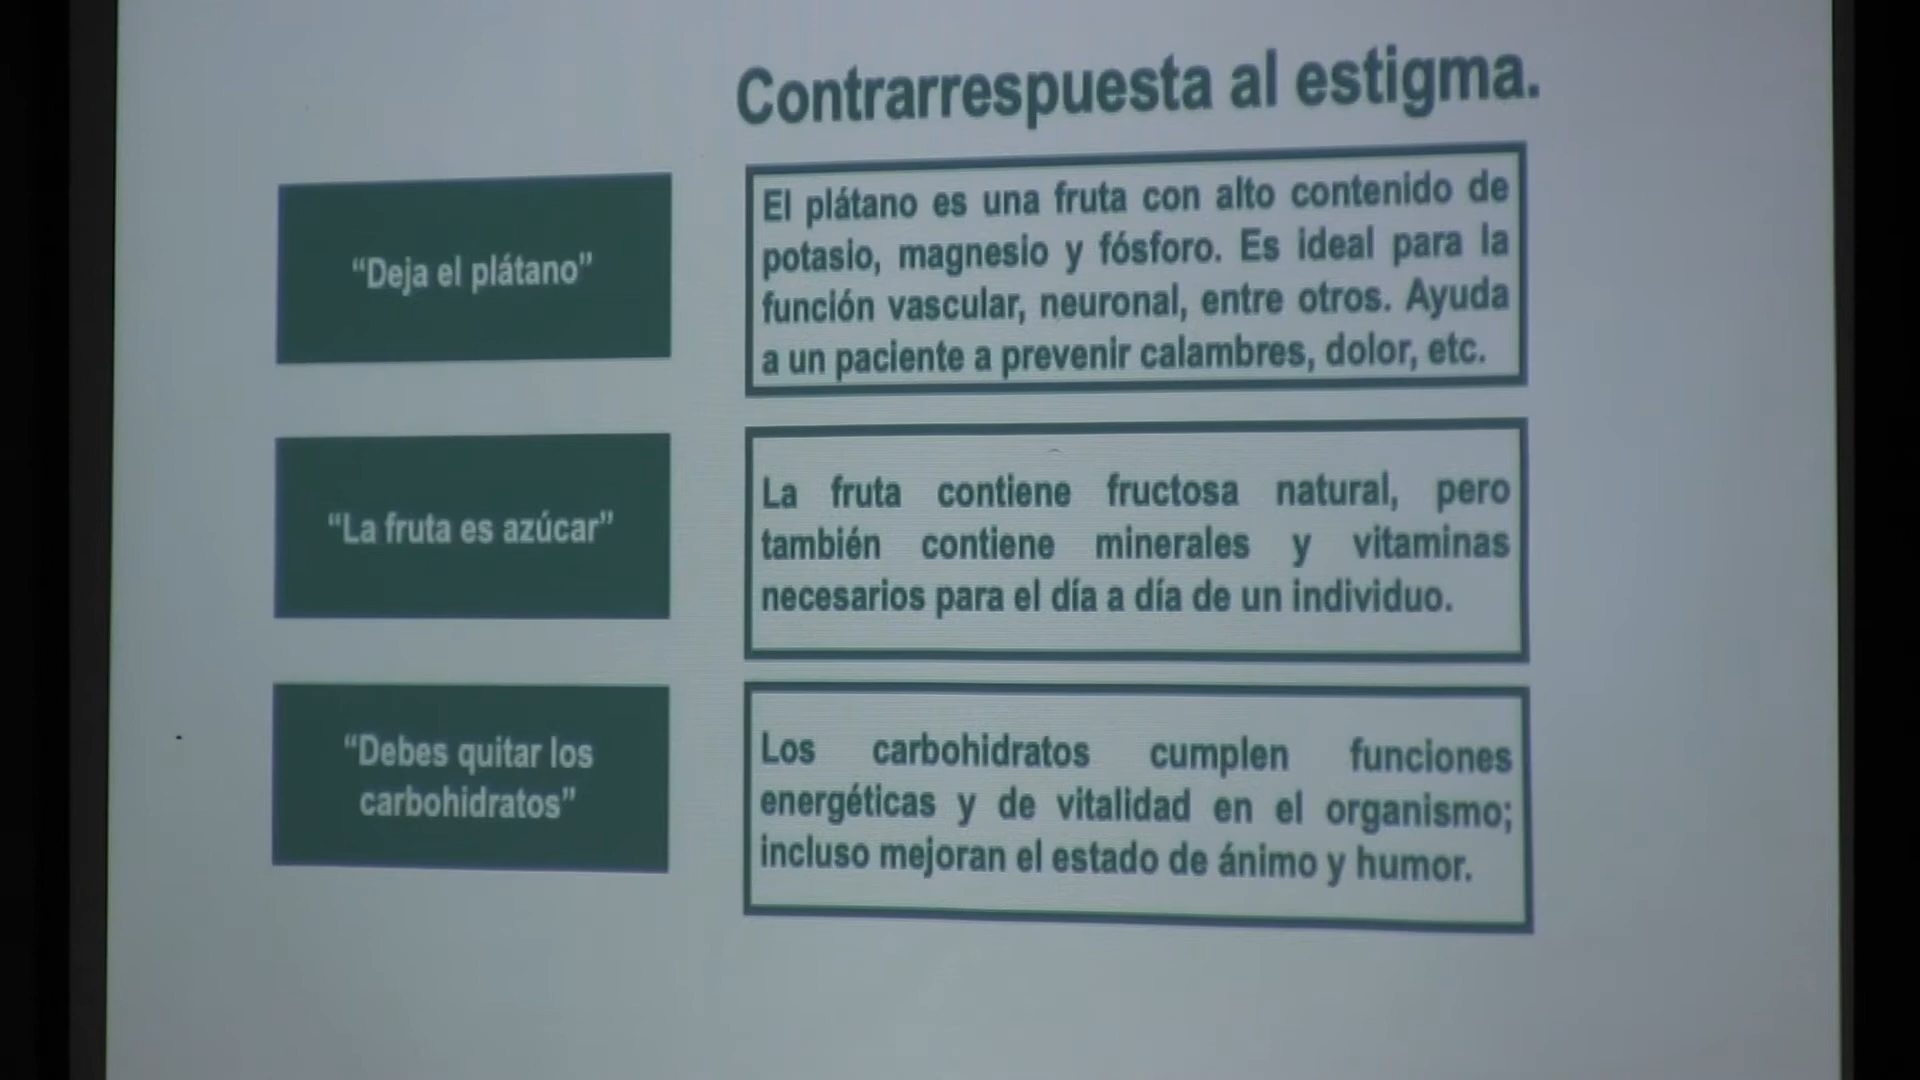 Contrarrespuesta al estigma.
“Deja el plátano”
El plátano es una fruta con alto contenido de
potasio, magnesio y fósforo. Es ideal para la
función vascular, neuronal, entre otros. Ayuda
a un paciente a prevenir calambres, dolor, etc.
“La fruta es azúcar”
La fruta contiene fructosa natural, pero
también contiene minerales y vitaminas
necesarios para el día a día de un individuo.
“Debes quitar los
carbohidratos”
Los carbohidratos cumplen funciones
energéticas y de vitalidad en el organismo;
incluso mejoran el estado de ánimo y humor.